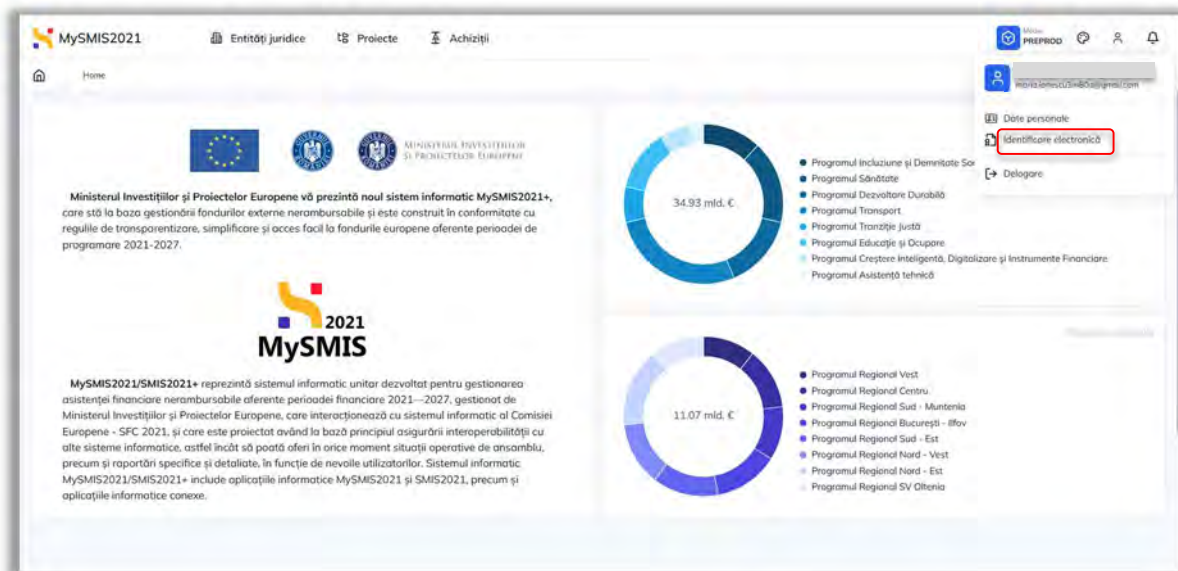 MySMIS2021
Entități juridice
Proiecte
Achiziții
PREPROD
Home
Date personale
Identificare electronică
Delogare
MINISTERUL INVESTIȚIILOR
ȘI PROIECTELOR EUROPENE
Ministerul Investițiilor și Proiectelor Europene vă prezintă noul sistem informatic MySMIS2021+,
care stă la baza gestionării fondurilor externe nerambursabile și este construit în conformitate cu
regulile de transparentizare, simplificare și acces facil la fondurile europene aferente perioadei de
programare 2021-2027.
2021
MySMIS
MySMIS2021/SMIS2021+ reprezintă sistemul informatic unitar dezvoltat pentru gestionarea
asistenței financiare nerambursabile aferente perioadei financiare 2021—2027, gestionat de
Ministerul Investițiilor și Proiectelor Europene, care interacționează cu sistemul informatic al Comisiei
Europene - SFC 2021, și care este proiectat având la bază principiul asigurării interoperabilității cu
alte sisteme informatice, astfel încât să poată oferi în orice moment situații operative de ansamblu,
precum și raportări specifice și detaliate, în funcție de nevoile utilizatorilor. Sistemul informatic
MySMIS2021/SMIS2021+ include aplicațiile informatice MySMIS2021 și SMIS2021, precum și
aplicațiile informatice conexe.
34.93 mld. €
Programul Incluziune și Demnitate So
Programul Sănătate
Programul Dezvoltare Durabilă
Programul Transport
Programul Tranziție Justă
Programul Educație și Ocupare
Programul Creștere Inteligentă, Digitalizare și Instrumente Financiare
Programul Asistență tehnică
11.07 mld. €
Programul Regional Vest
Programul Regional Centru
Programul Regional Sud - Muntenia
Programul Regional București - Ilfov
Programul Regional Sud - Est
Programul Regional Nord - Vest
Programul Regional Nord - Est
Programul Regional SV Oltenia